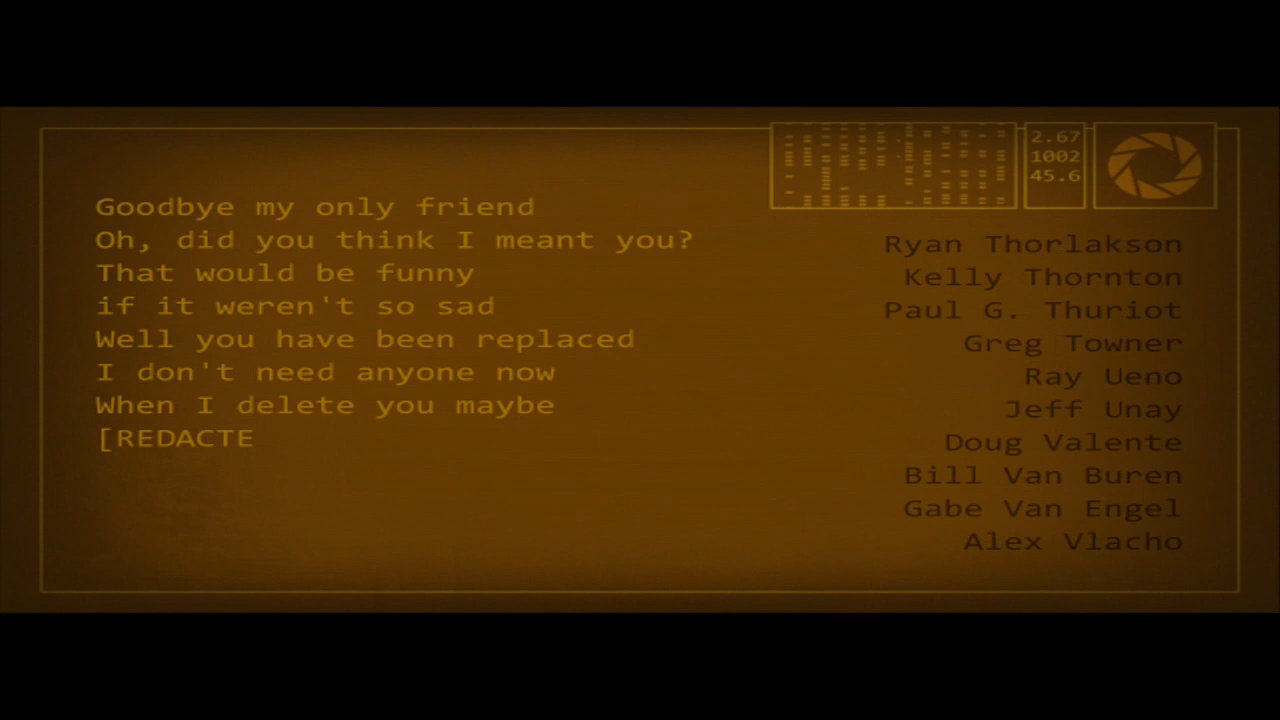 2.67
1002
45.6
Goodbye my only friend
Oh, did you think I meant you?
That would be funny
if it weren't so sad
Well you have been replaced
I don't need anyone now
When I delete you maybe
[REDACTE
Ryan Thorlakson
Kelly Thornton
Paul G. Thuriot
Greg Towner
Ray Ueno
Jeff Unay
Doug Valente
Bill Van Buren
Gabe Van Engel
Alex Vlacho